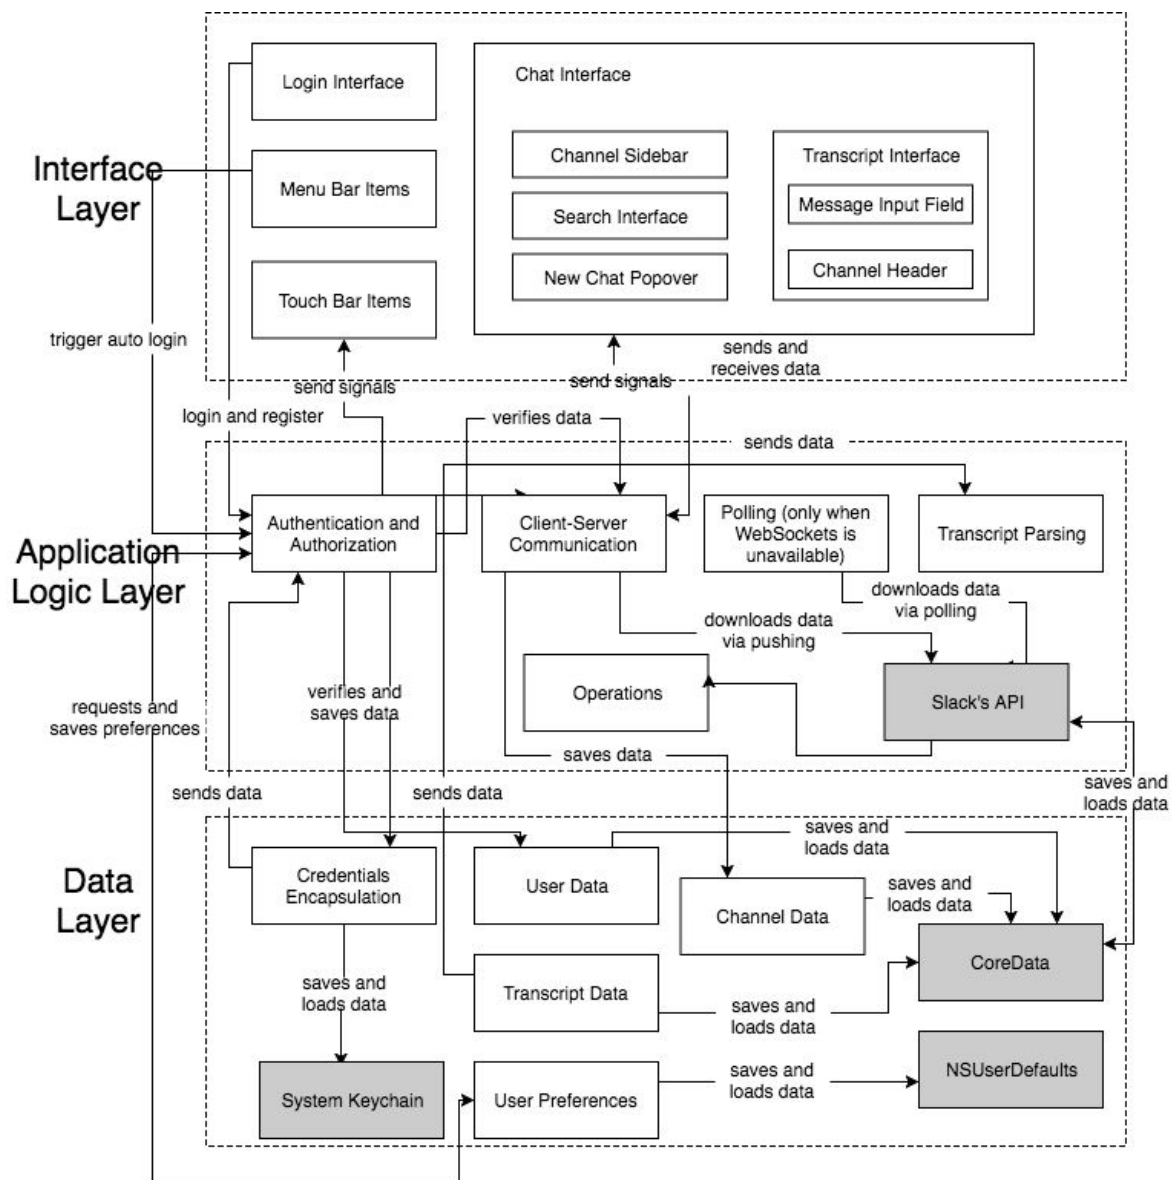 Login Interface
Chat Interface
Interface
Layer
Channel Sidebar
Transcript Interface
Menu Bar Items
Message Input Field
Search Interface
New Chat Popover
Channel Header
Touch Bar Items
trigger auto login
sends and
receives data
send signals
send signals
login and register
verifies data
sends data
Application
Logic Layer
Authentication and
Authorization
Client-Server
Communication
Polling (only when
WebSockets is
unavailable)
Transcript Parsing
downloads data
via polling
downloads data
via pushing
Operations
Slack's API
requests and
saves preferences
verifies and
saves data
saves data
saves and
loads data
sends data
sends data
Data
Layer
Credentials
Encapsulation
User Data
saves and
loads data
Channel Data
saves and
loads data
CoreData
saves and
loads data
Transcript Data
saves and
loads data
System Keychain
User Preferences
saves and
loads data
NSUserDefaults